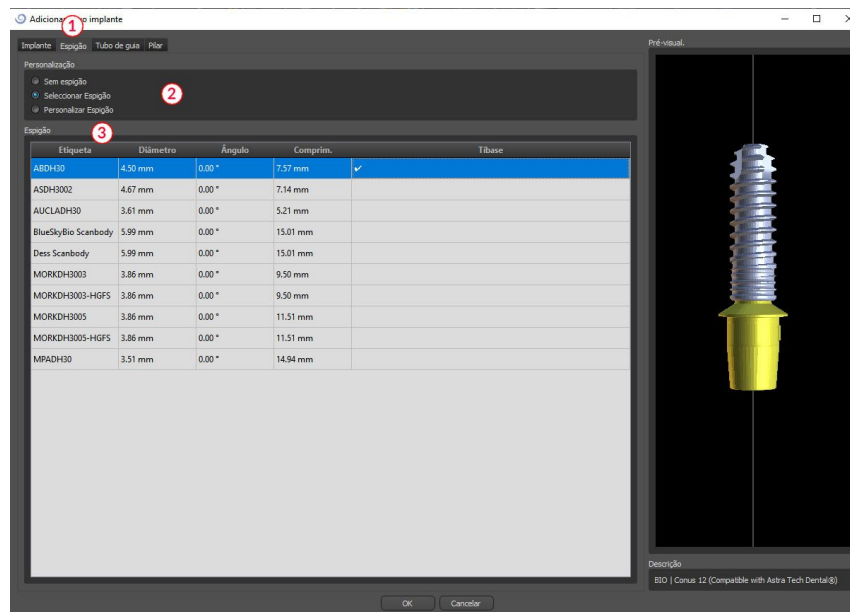 Adicionar implante
1
Implante Espigão Tubo de guia Pilar
Pré-visual.
Personalização
Sem espigão
Seleccionar Espigão
2
Personalizar Espigão
Espigão
3
Etiqueta Diâmetro Ângulo Comprim. Tibase
ABDH30 4.50 mm 0.00 ° 7.57 mm ✔
ASDH3002 4.67 mm 0.00 ° 7.14 mm
AUCLADH30 3.61 mm 0.00 ° 5.21 mm
BlueSkyBio Scanbody 5.99 mm 0.00 ° 15.01 mm
Dess Scanbody 5.99 mm 0.00 ° 15.01 mm
MORKDH3003 3.86 mm 0.00 ° 9.50 mm
MORKDH3003-HGFS 3.86 mm 0.00 ° 9.50 mm
MORKDH3005 3.86 mm 0.00 ° 11.51 mm
MORKDH3005-HGFS 3.86 mm 0.00 ° 11.51 mm
MPADH30 3.51 mm 0.00 ° 14.94 mm
Descrição
BIO | Conus 12 (Compatible with Astra Tech Dental®)
OK Cancelar